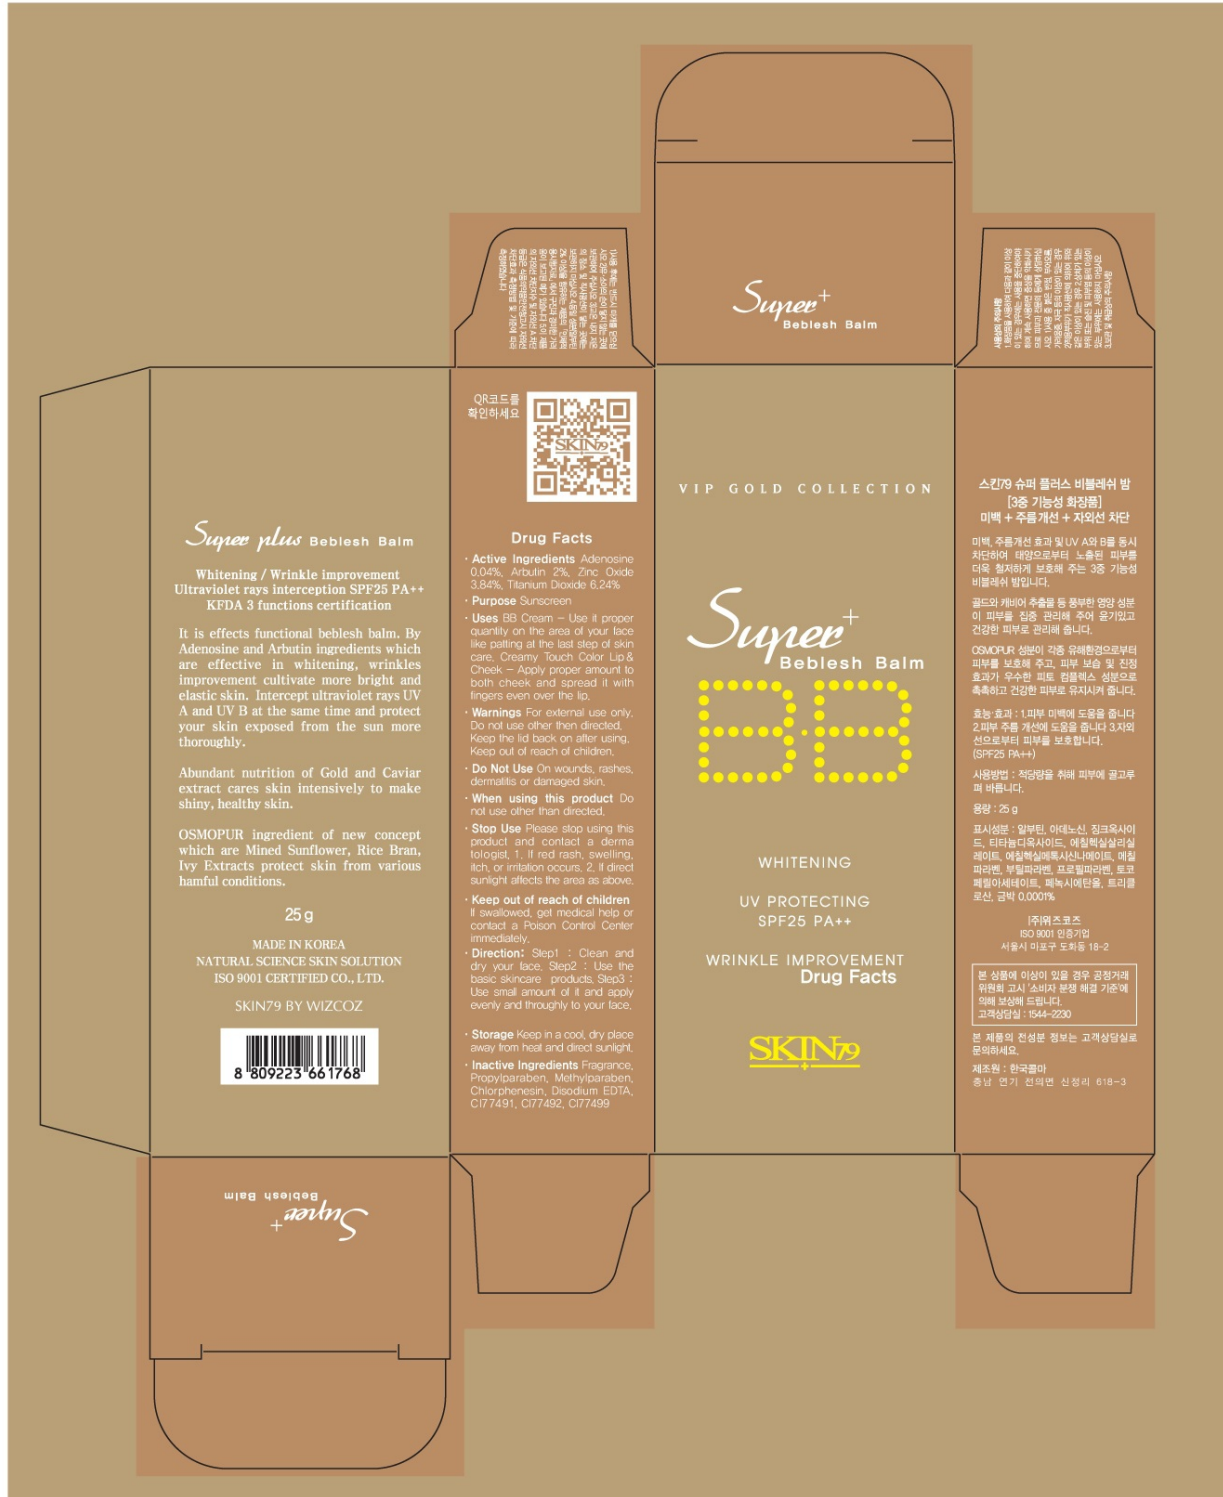 Super+
Beblesh Balm
QR코드를
확인하세요
SKIN79
Super plus Beblesh Balm
Whitening / Wrinkle improvement
Ultraviolet rays interception SPF25 PA++
KFDA 3 functions certification
It is effects functional beblesh balm. By
Adenosine and Arbutin ingredients which
are effective in whitening, wrinkles
improvement cultivate more bright and
elastic skin. Intercept ultraviolet rays UV
A and UV B at the same time and protect
your skin exposed from the sun more
thoroughly.
Abundant nutrition of Gold and Caviar
extract cares skin intensively to make
shiny, healthy skin.
OSMOPUR ingredient of new concept
which are Mined Sunflower, Rice Bran,
Ivy Extracts protect skin from various
hamful conditions.
25 g
MADE IN KOREA
NATURAL SCIENCE SKIN SOLUTION
ISO 9001 CERTIFIED CO., LTD.
SKIN79 BY WIZCOZ
8 809223 661768
Drug Facts
· Active Ingredients Adenosine
0.04%, Arbutin 2%, Zinc Oxide
3.84%, Titanium Dioxide 6.24%
· Purpose Sunscreen
· Uses BB Cream – Use it proper
quantity on the area of your face
like patting at the last step of skin
care. Creamy Touch Color Lip &
Cheek – Apply proper amount to
both cheek and spread it with
fingers even over the lip.
· Warnings For external use only.
Do not use other then directed.
Keep the lid back on after using.
Keep out of reach of children.
· Do Not Use On wounds, rashes,
dermatitis or damaged skin.
· When using this product Do
not use other than directed.
· Stop Use Please stop using this
product and contact a derma
tologist. 1. If red rash, swelling,
itch, or irritation occurs. 2. If direct
sunlight affects the area as above.
· Keep out of reach of children
If swallowed, get medical help or
contact a Poison Control Center
immediately.
· Direction: Step1 : Clean and
dry your face. Step2 : Use the
basic skincare products. Step3 :
Use small amount of it and apply
evenly and throughly to your face.
· Storage Keep in a cool, dry place
away from heat and direct sunlight.
· Inactive Ingredients Fragrance,
Propylparaben, Methylparaben,
Chlorphenesin, Disodium EDTA,
CI77491, CI77492, CI77499
VIP GOLD COLLECTION
Super+
Beblesh Balm
B·B
WHITENING
UV PROTECTING
SPF25 PA++
WRINKLE IMPROVEMENT
Drug Facts
SKIN79
스킨79 슈퍼 플러스 비블레쉬 밤
[3중 기능성 화장품]
미백 + 주름개선 + 자외선 차단
미백, 주름개선 효과 및 UV A와 B를 동시
차단하여 태양으로부터 노출된 피부를
더욱 철저하게 보호해 주는 3중 기능성
비블레쉬 밤입니다.
골드와 캐비어 추출물 등 풍부한 영양 성분
이 피부를 집중 관리해 주어 윤기있고
건강한 피부로 관리해 줍니다.
OSMOPUR 성분이 각종 유해환경으로부터
피부를 보호해 주고, 피부 보습 및 진정
효과가 우수한 피토 컴플렉스 성분으로
촉촉하고 건강한 피부로 유지시켜 줍니다.
효능·효과 : 1.피부 미백에 도움을 줍니다
2.피부 주름 개선에 도움을 줍니다 3.자외
선으로부터 피부를 보호합니다.
(SPF25 PA++)
사용방법 : 적당량을 취해 피부에 골고루
펴 바릅니다.
용량 : 25 g
표시성분 : 알부틴, 아데노신, 징크옥사이
드, 티타늄디옥사이드, 에칠헥실살리실
레이트, 에칠헥실메톡시신나메이트, 메칠
파라벤, 부틸파라벤, 프로필파라벤, 토코
페릴아세테이트, 페녹시에탄올, 트리클
로산, 금박 0.0001%
(주)위즈코즈
ISO 9001 인증기업
서울시 마포구 도화동 18-2
본 상품에 이상이 있을 경우 공정거래
위원회 고시 '소비자 분쟁 해결 기준'에
의해 보상해 드립니다.
고객상담실 : 1544-2230
본 제품의 전성분 정보는 고객상담실로
문의하세요.
제조원 : 한국콜마
충남 연기 전의면 신정리 618-3
Super+
Beblesh Balm